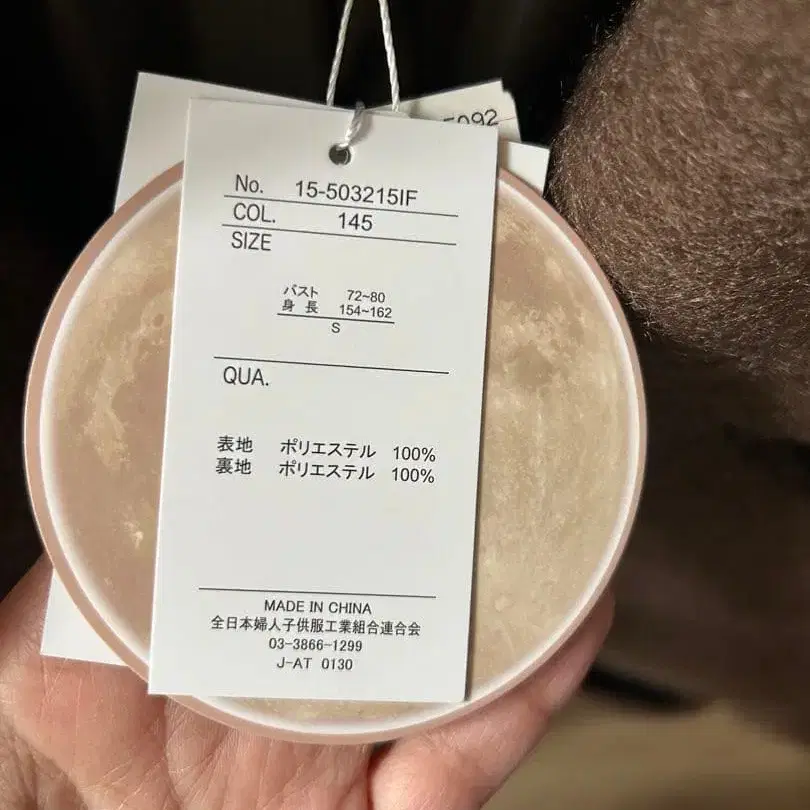 No. 15-503215IF
COL. 145
SIZE
バスト 72~80
身長 154~162
S
QUA.
表地 ポリエステル 100%
裏地 ポリエステル 100%
MADE IN CHINA
全日本婦人子供服工業組合連合会
03-3866-1299
J-AT 0130